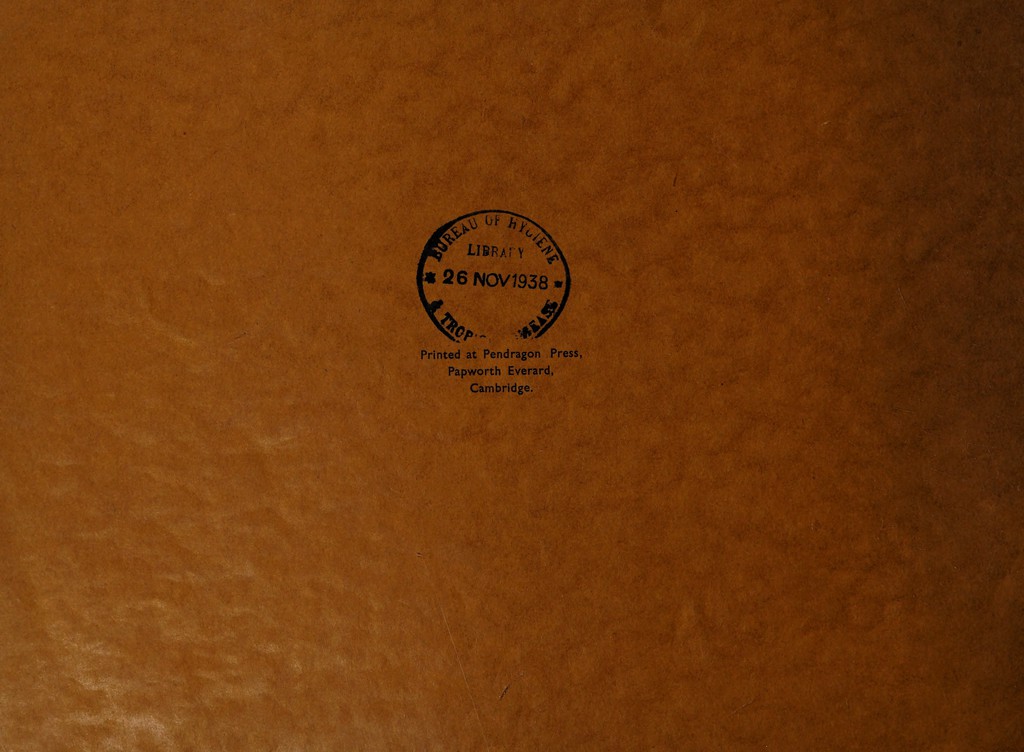 BUREAU OF HYGIENE
LIBRARY
* 26 NOV 1938 *
&
Printed at Pendragon Press,
Papworth Everard,
Cambridge.